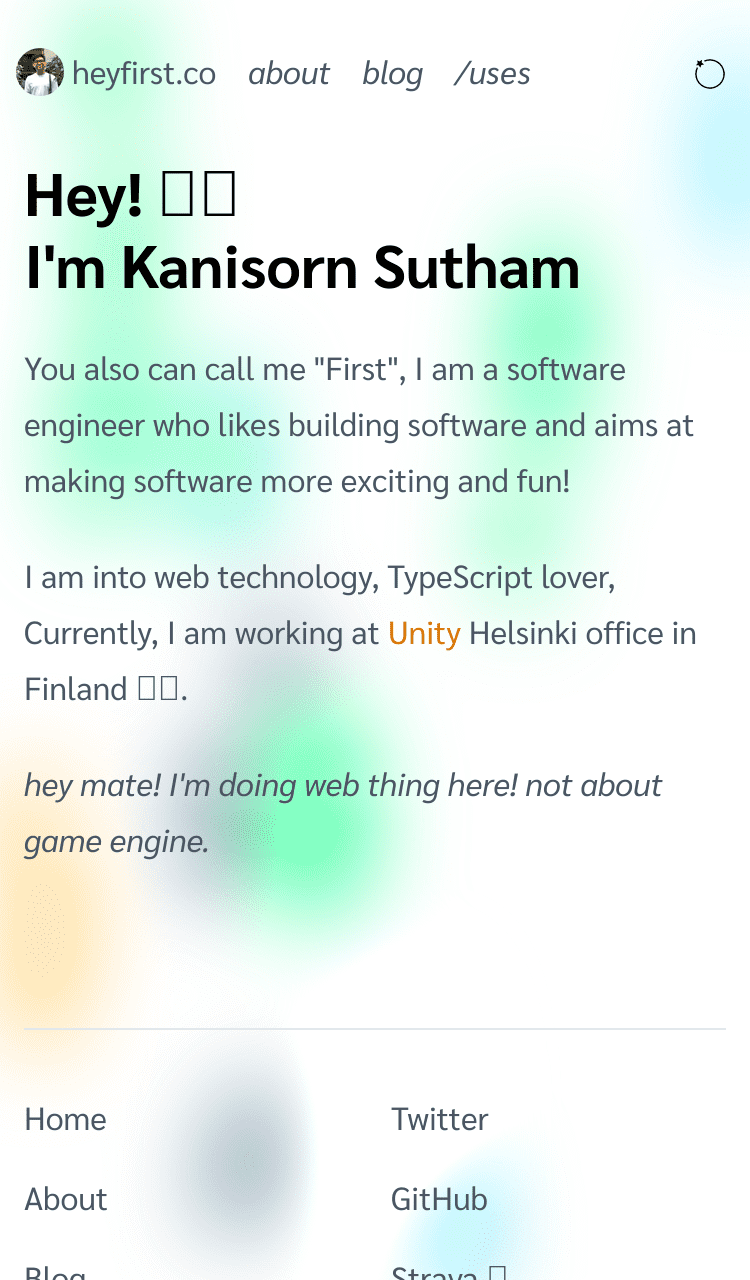 heyfirst.co about blog /uses
Hey!
I'm Kanisorn Sutham
You also can call me "First", I am a software
engineer who likes building software and aims at
making software more exciting and fun!
I am into web technology, TypeScript lover,
Currently, I am working at Unity Helsinki office in
Finland .
hey mate! I'm doing web thing here! not about
game engine.
Home
Twitter
About
GitHub
Blog
Strava